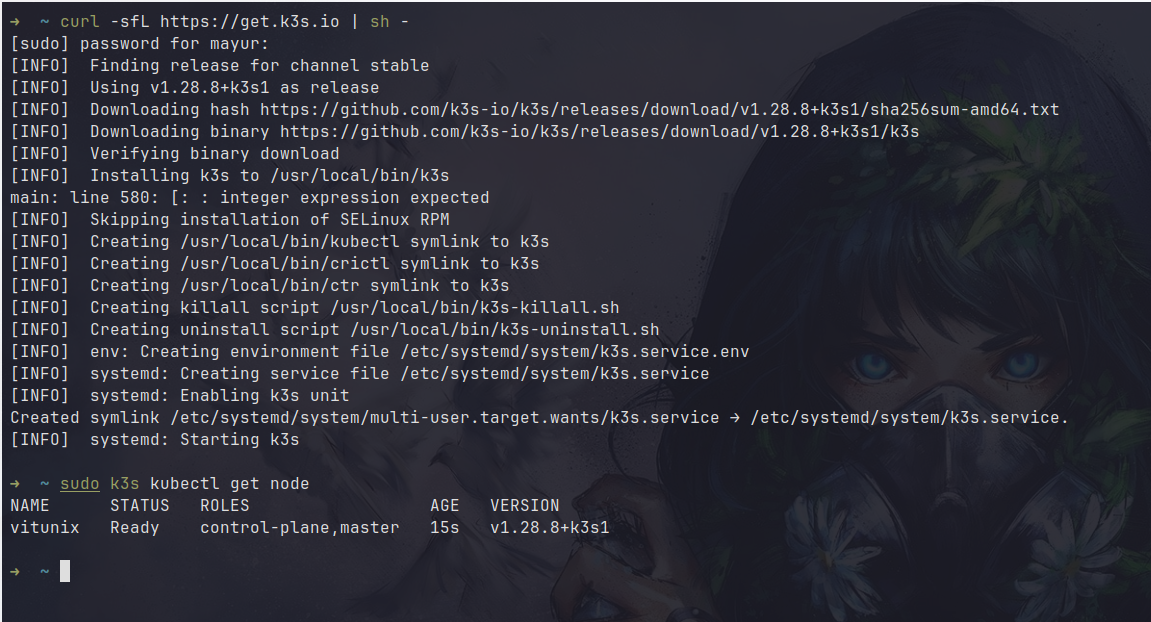 → ~ curl -sfL https://get.k3s.io | sh -
[sudo] password for mayur:
[INFO]  Finding release for channel stable
[INFO]  Using v1.28.8+k3s1 as release
[INFO]  Downloading hash https://github.com/k3s-io/k3s/releases/download/v1.28.8+k3s1/sha256sum-amd64.txt
[INFO]  Downloading binary https://github.com/k3s-io/k3s/releases/download/v1.28.8+k3s1/k3s
[INFO]  Verifying binary download
[INFO]  Installing k3s to /usr/local/bin/k3s
main: line 580: [: : integer expression expected
[INFO]  Skipping installation of SELinux RPM
[INFO]  Creating /usr/local/bin/kubectl symlink to k3s
[INFO]  Creating /usr/local/bin/crictl symlink to k3s
[INFO]  Creating /usr/local/bin/ctr symlink to k3s
[INFO]  Creating killall script /usr/local/bin/k3s-killall.sh
[INFO]  Creating uninstall script /usr/local/bin/k3s-uninstall.sh
[INFO]  env: Creating environment file /etc/systemd/system/k3s.service.env
[INFO]  systemd: Creating service file /etc/systemd/system/k3s.service
[INFO]  systemd: Enabling k3s unit
Created symlink /etc/systemd/system/multi-user.target.wants/k3s.service → /etc/systemd/system/k3s.service.
[INFO]  systemd: Starting k3s
→ ~ sudo k3s kubectl get node
NAME      STATUS   ROLES                  AGE   VERSION
vitunix   Ready    control-plane,master   15s   v1.28.8+k3s1
→ ~